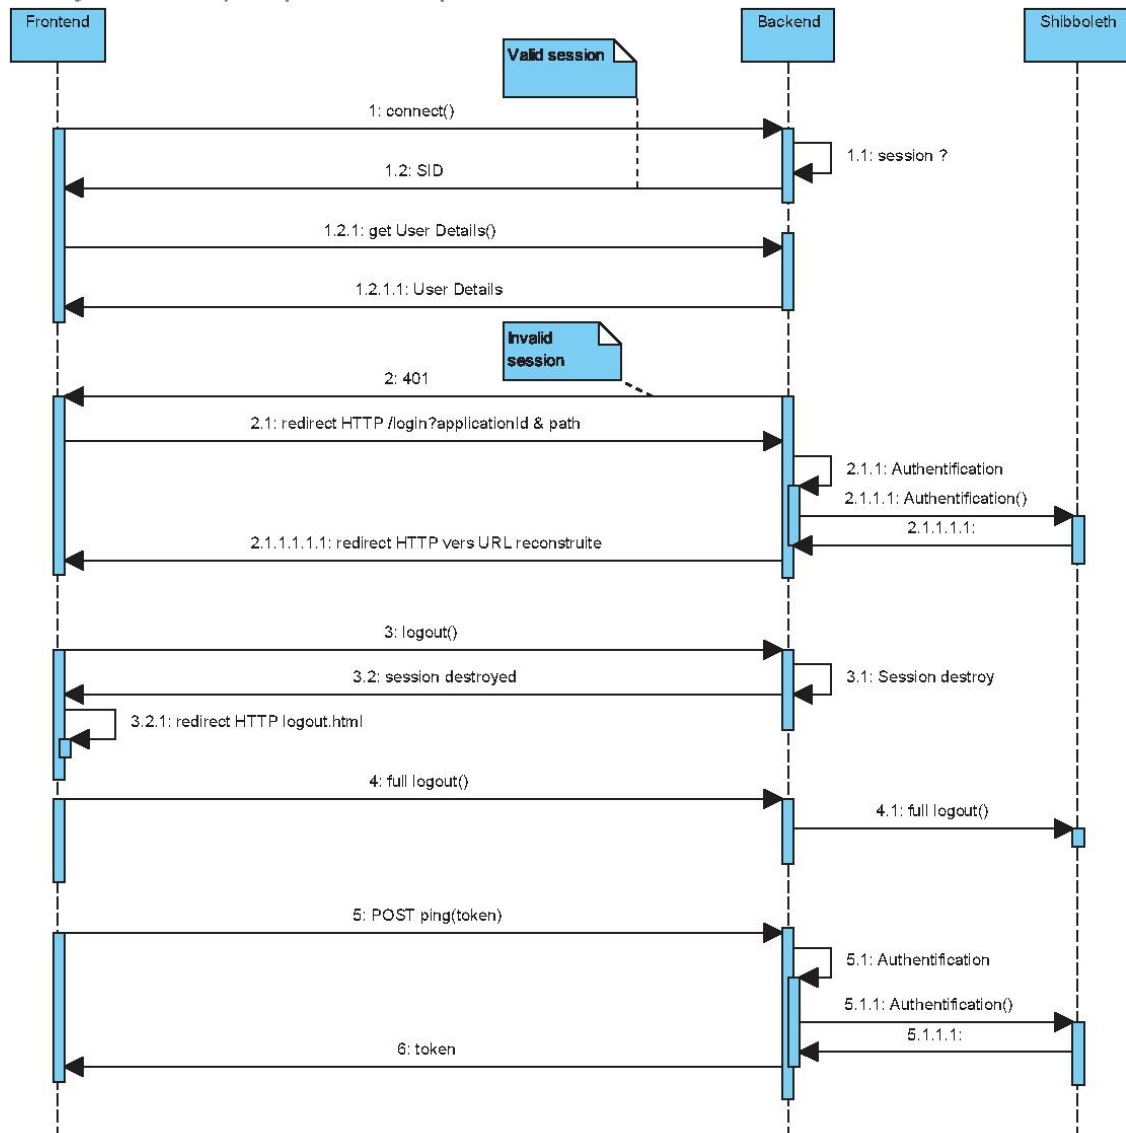 Frontend
Backend
Shibboleth
Valid session
1: connect()
1.1: session ?
1.2: SID
1.2.1: get User Details()
1.2.1.1: User Details
Invalid
session
2: 401
2.1: redirect HTTP /login?applicationId & path
2.1.1: Authentification
2.1.1.1: Authentification()
2.1.1.1.1:
2.1.1.1.1.1: redirect HTTP vers URL reconstruite
3: logout()
3.1: Session destroy
3.2: session destroyed
3.2.1: redirect HTTP logout.html
4: full logout()
4.1: full logout()
5: POST ping(token)
5.1: Authentification
5.1.1: Authentification()
5.1.1.1:
6: token